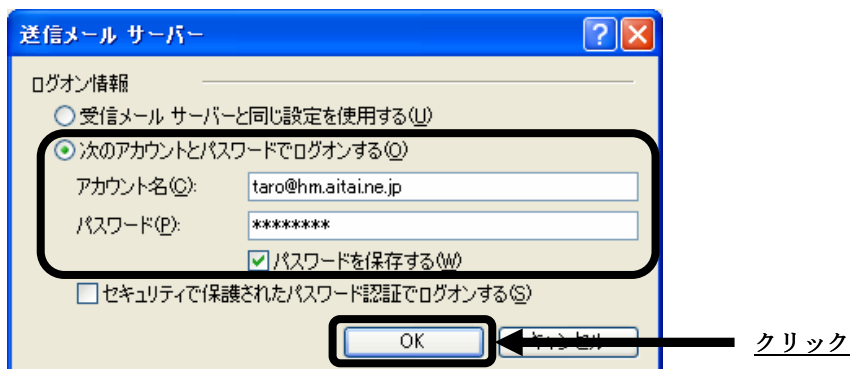 送信メール サーバー
ログオン情報
受信メール サーバーと同じ設定を使用する(U)
次のアカウントとパスワードでログオンする(O)
アカウント名(C): taro@hm.aitai.ne.jp
パスワード(P): ********
パスワードを保存する(W)
セキュリティで保護されたパスワード認証でログオンする(S)
OK キャンセル クリック